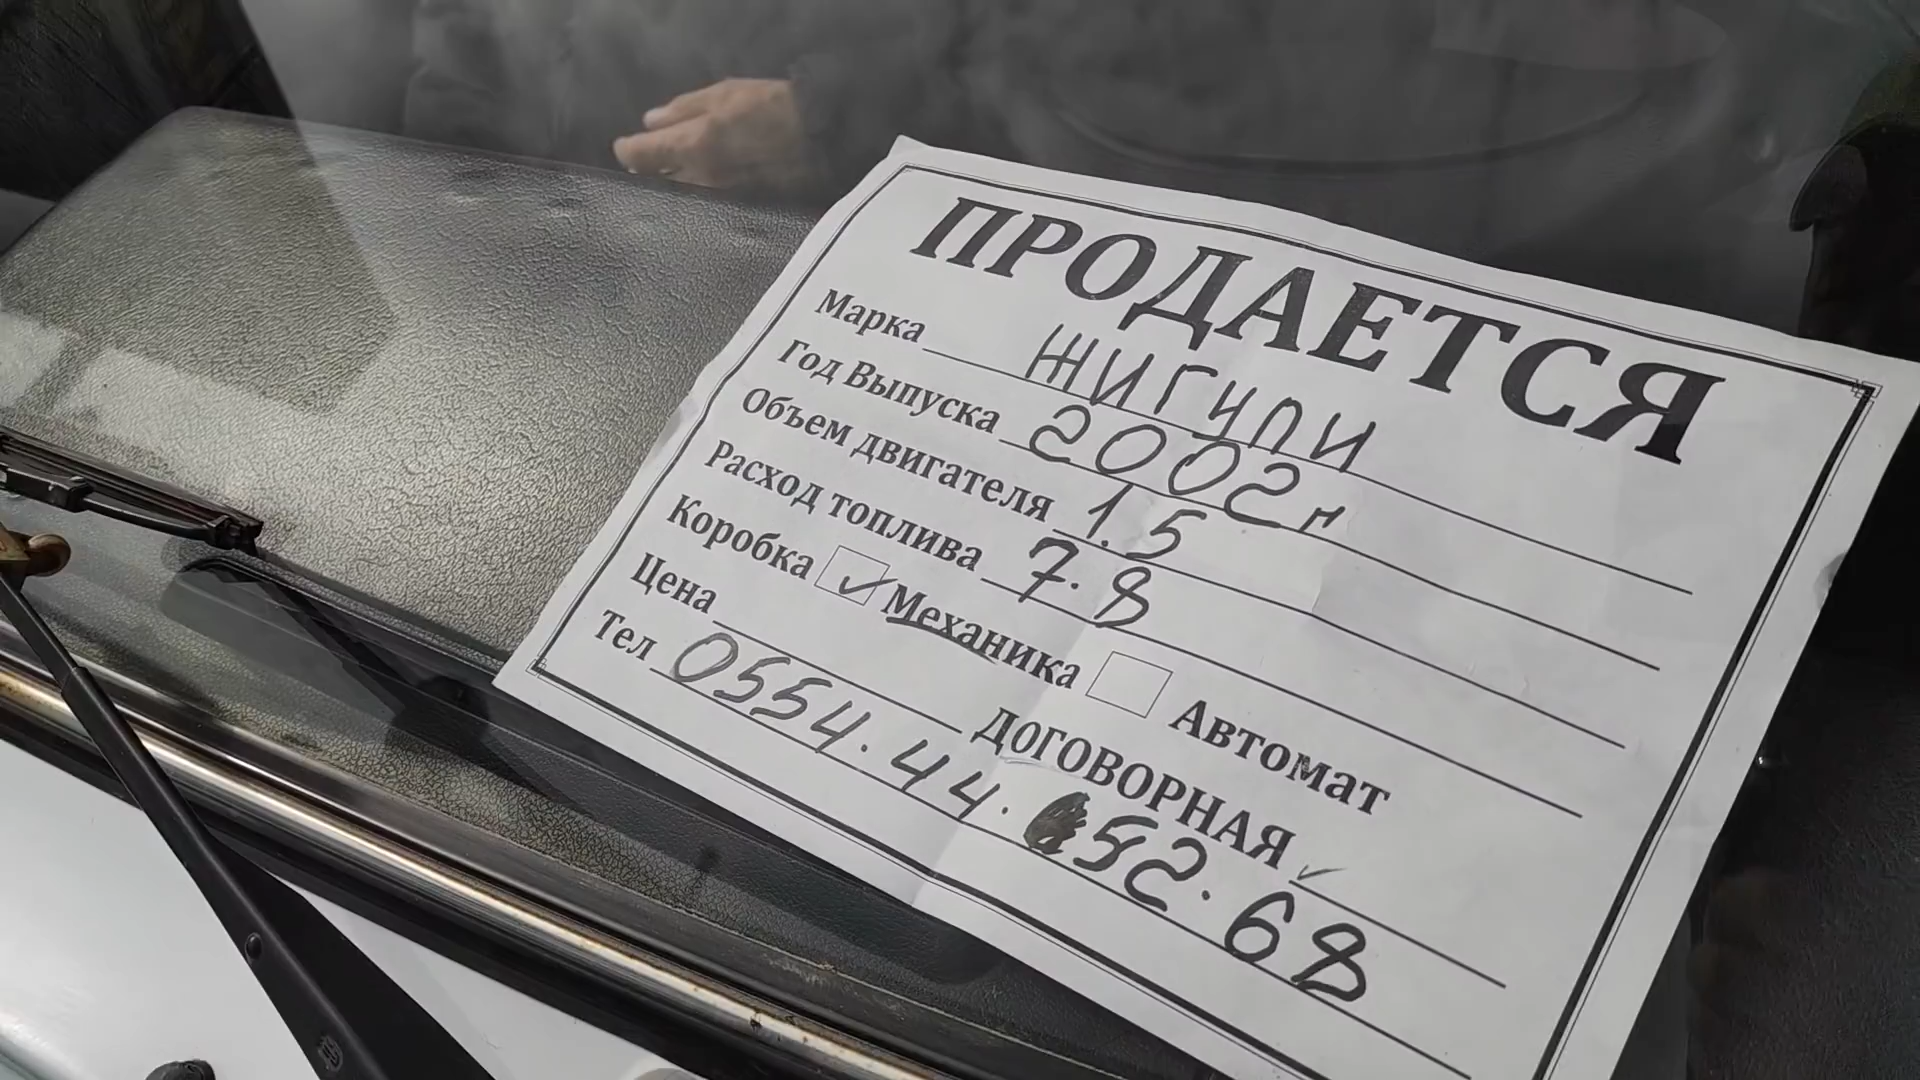 ПРОДАЕТСЯ
Марка ЖИГУЛИ
Год Выпуска 2002г
Объем двигателя 1.5
Расход топлива 7.8
Коробка ✓ Механика Автомат
Цена ДОГОВОРНАЯ ✓
Тел 0554.44.52.68